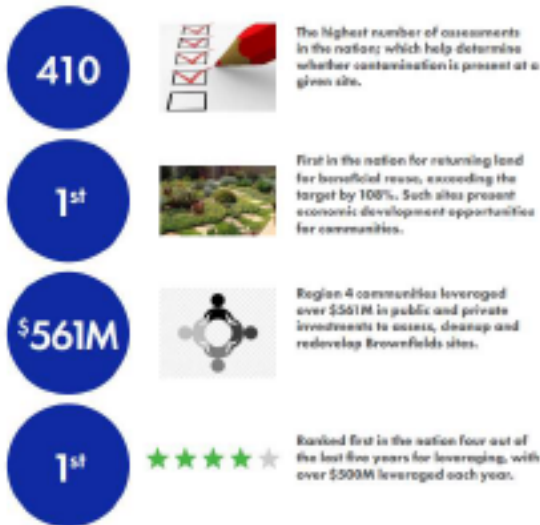 410
The highest number of assessments
in the nation; which help determine
whether contamination is present at a
given site.
1st
First in the nation for returning land
for beneficial reuse, exceeding the
target by 108%. Such sites present
economic development opportunities
for communities.
$561M
Region 4 communities leveraged
over $561M in public and private
investments to assess, cleanup and
redevelop Brownfields sites.
1st
Ranked first in the nation four out of
the last five years for leveraging, with
over $500M leveraged each year.